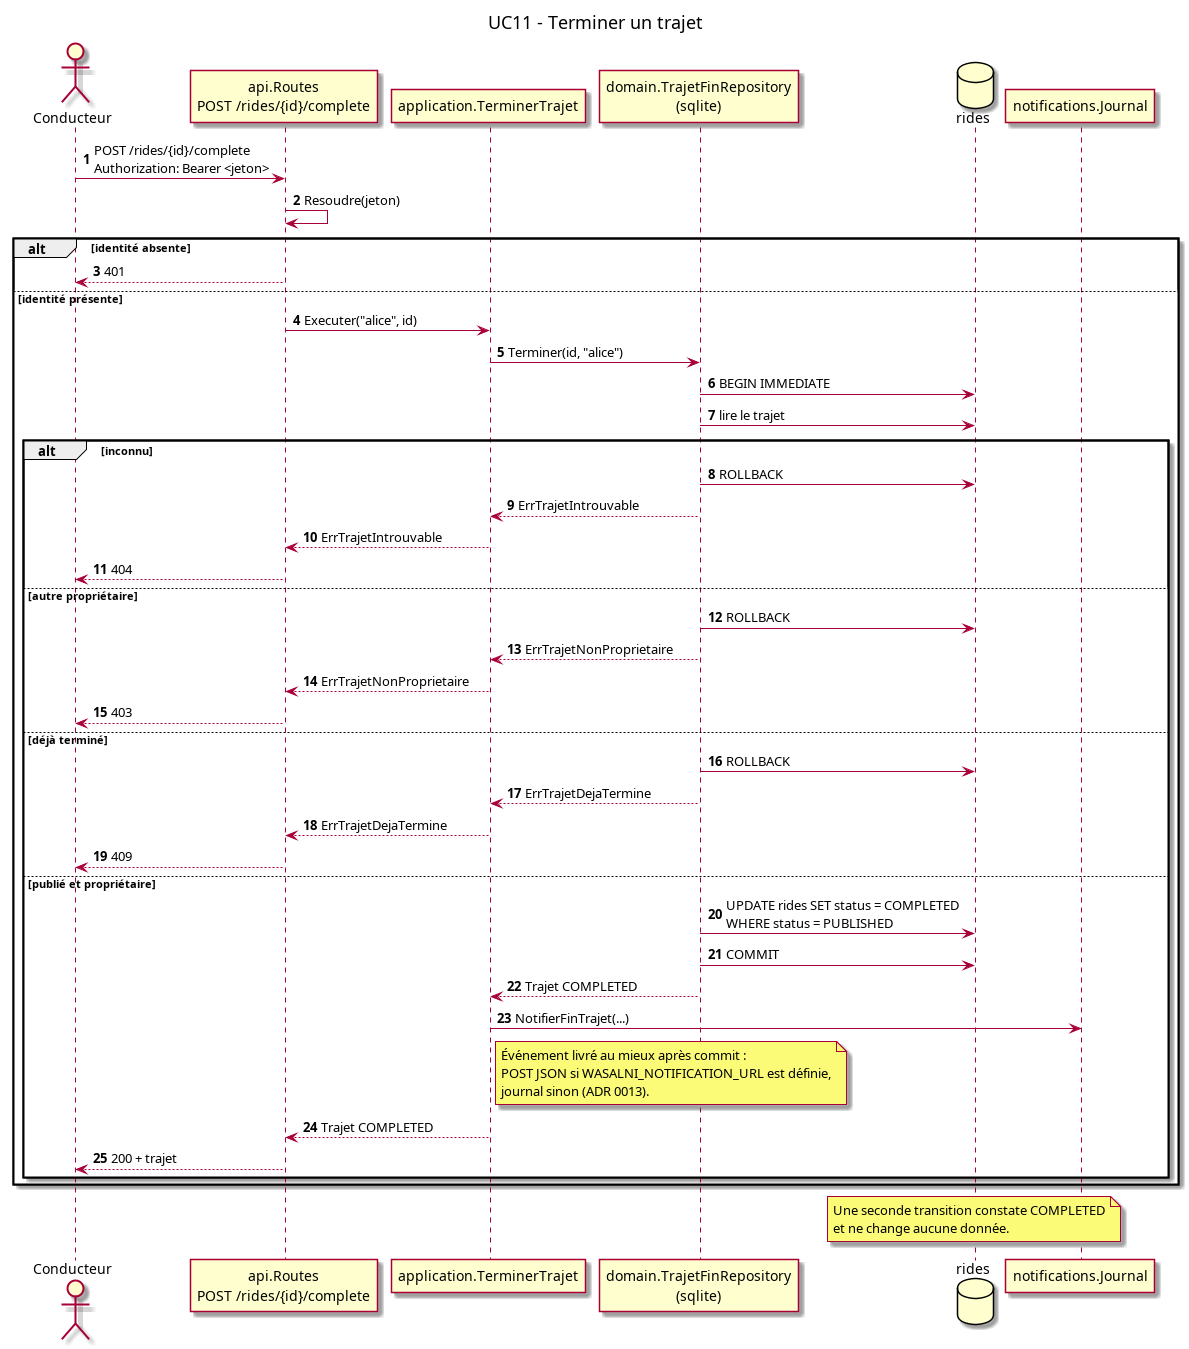 UC11 - Terminer un trajet
Conducteur
api.Routes
POST /rides/{id}/complete
application.TerminerTrajet
domain.TrajetFinRepository
(sqlite)
rides
notifications.Journal
1 POST /rides/{id}/complete
Authorization: Bearer <jeton>
2 Resoudre(jeton)
alt [identité absente]
3 401
[identité présente]
4 Executer("alice", id)
5 Terminer(id, "alice")
6 BEGIN IMMEDIATE
7 lire le trajet
alt [inconnu]
8 ROLLBACK
9 ErrTrajetIntrouvable
10 ErrTrajetIntrouvable
11 404
[autre propriétaire]
12 ROLLBACK
13 ErrTrajetNonProprietaire
14 ErrTrajetNonProprietaire
15 403
[déjà terminé]
16 ROLLBACK
17 ErrTrajetDejaTermine
18 ErrTrajetDejaTermine
19 409
[publié et propriétaire]
20 UPDATE rides SET status = COMPLETED
WHERE status = PUBLISHED
21 COMMIT
22 Trajet COMPLETED
23 NotifierFinTrajet(...)
Événement livré au mieux après commit :
POST JSON si WASALNI_NOTIFICATION_URL est définie,
journal sinon (ADR 0013).
24 Trajet COMPLETED
25 200 + trajet
Une seconde transition constate COMPLETED
et ne change aucune donnée.
Conducteur
api.Routes
POST /rides/{id}/complete
application.TerminerTrajet
domain.TrajetFinRepository
(sqlite)
rides
notifications.Journal